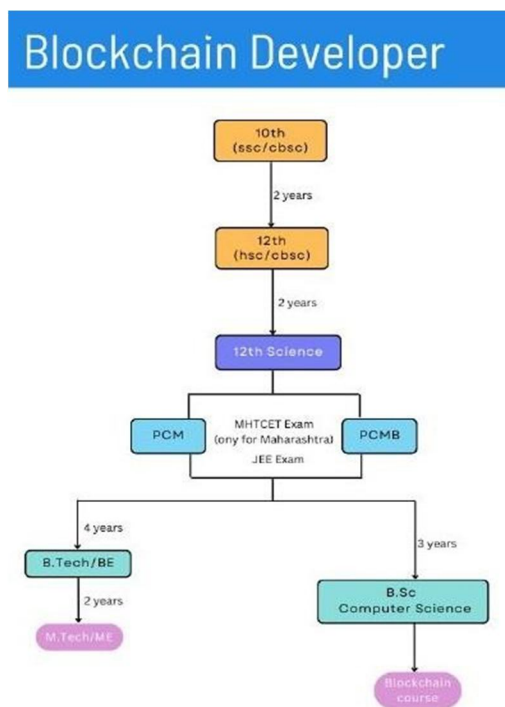 Blockchain Developer
10th
(ssc/cbsc)
2 years
12th
(hsc/cbsc)
2 years
12th Science
PCM
MHTCET Exam
(ony for Maharashtra)
JEE Exam
PCMB
4 years
3 years
B.Tech/BE
B.Sc
Computer Science
2 years
M.Tech/ME
Blockchain
course